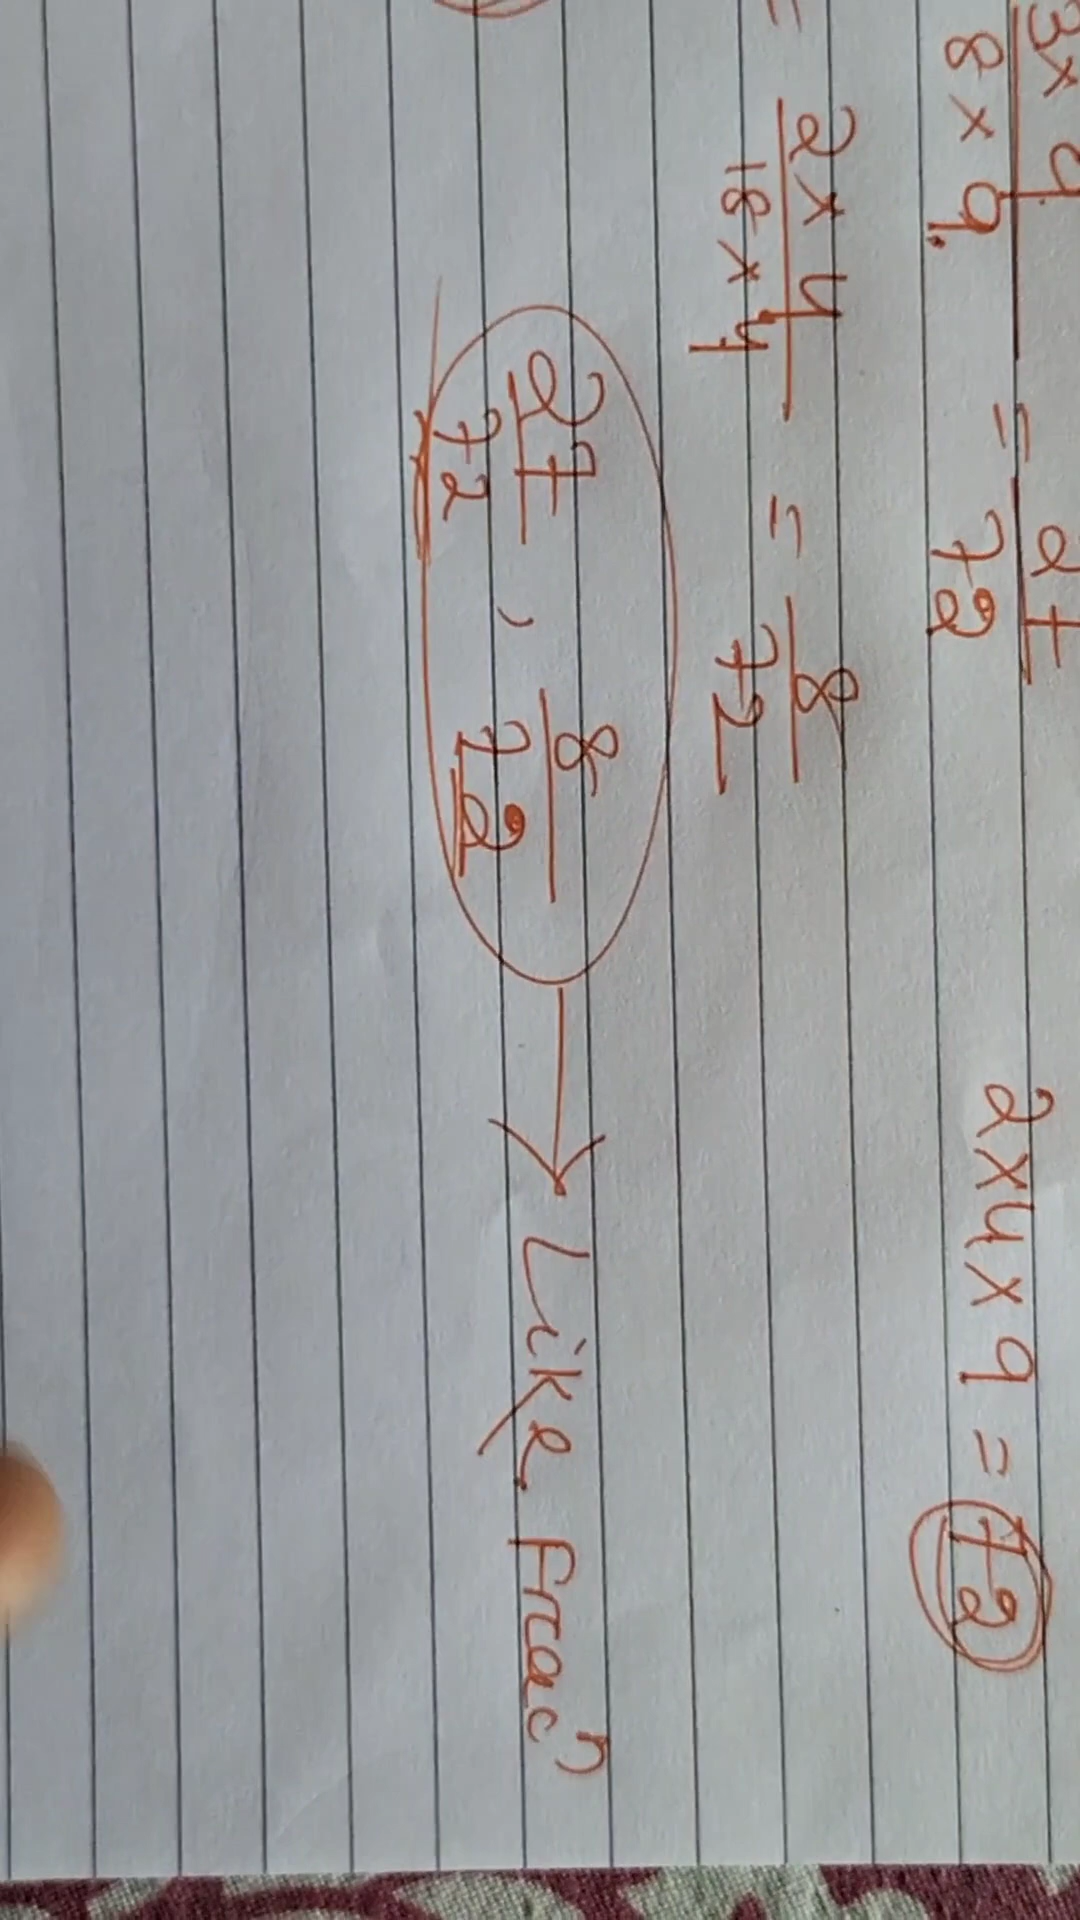 3 × 9 / 8 × 9 = 27 / 72    2 × 4 × 9 = 72
= 2 × 4 / 18 × 4 = 8 / 72
27 / 72 , 8 / 72 → Like Fracⁿ